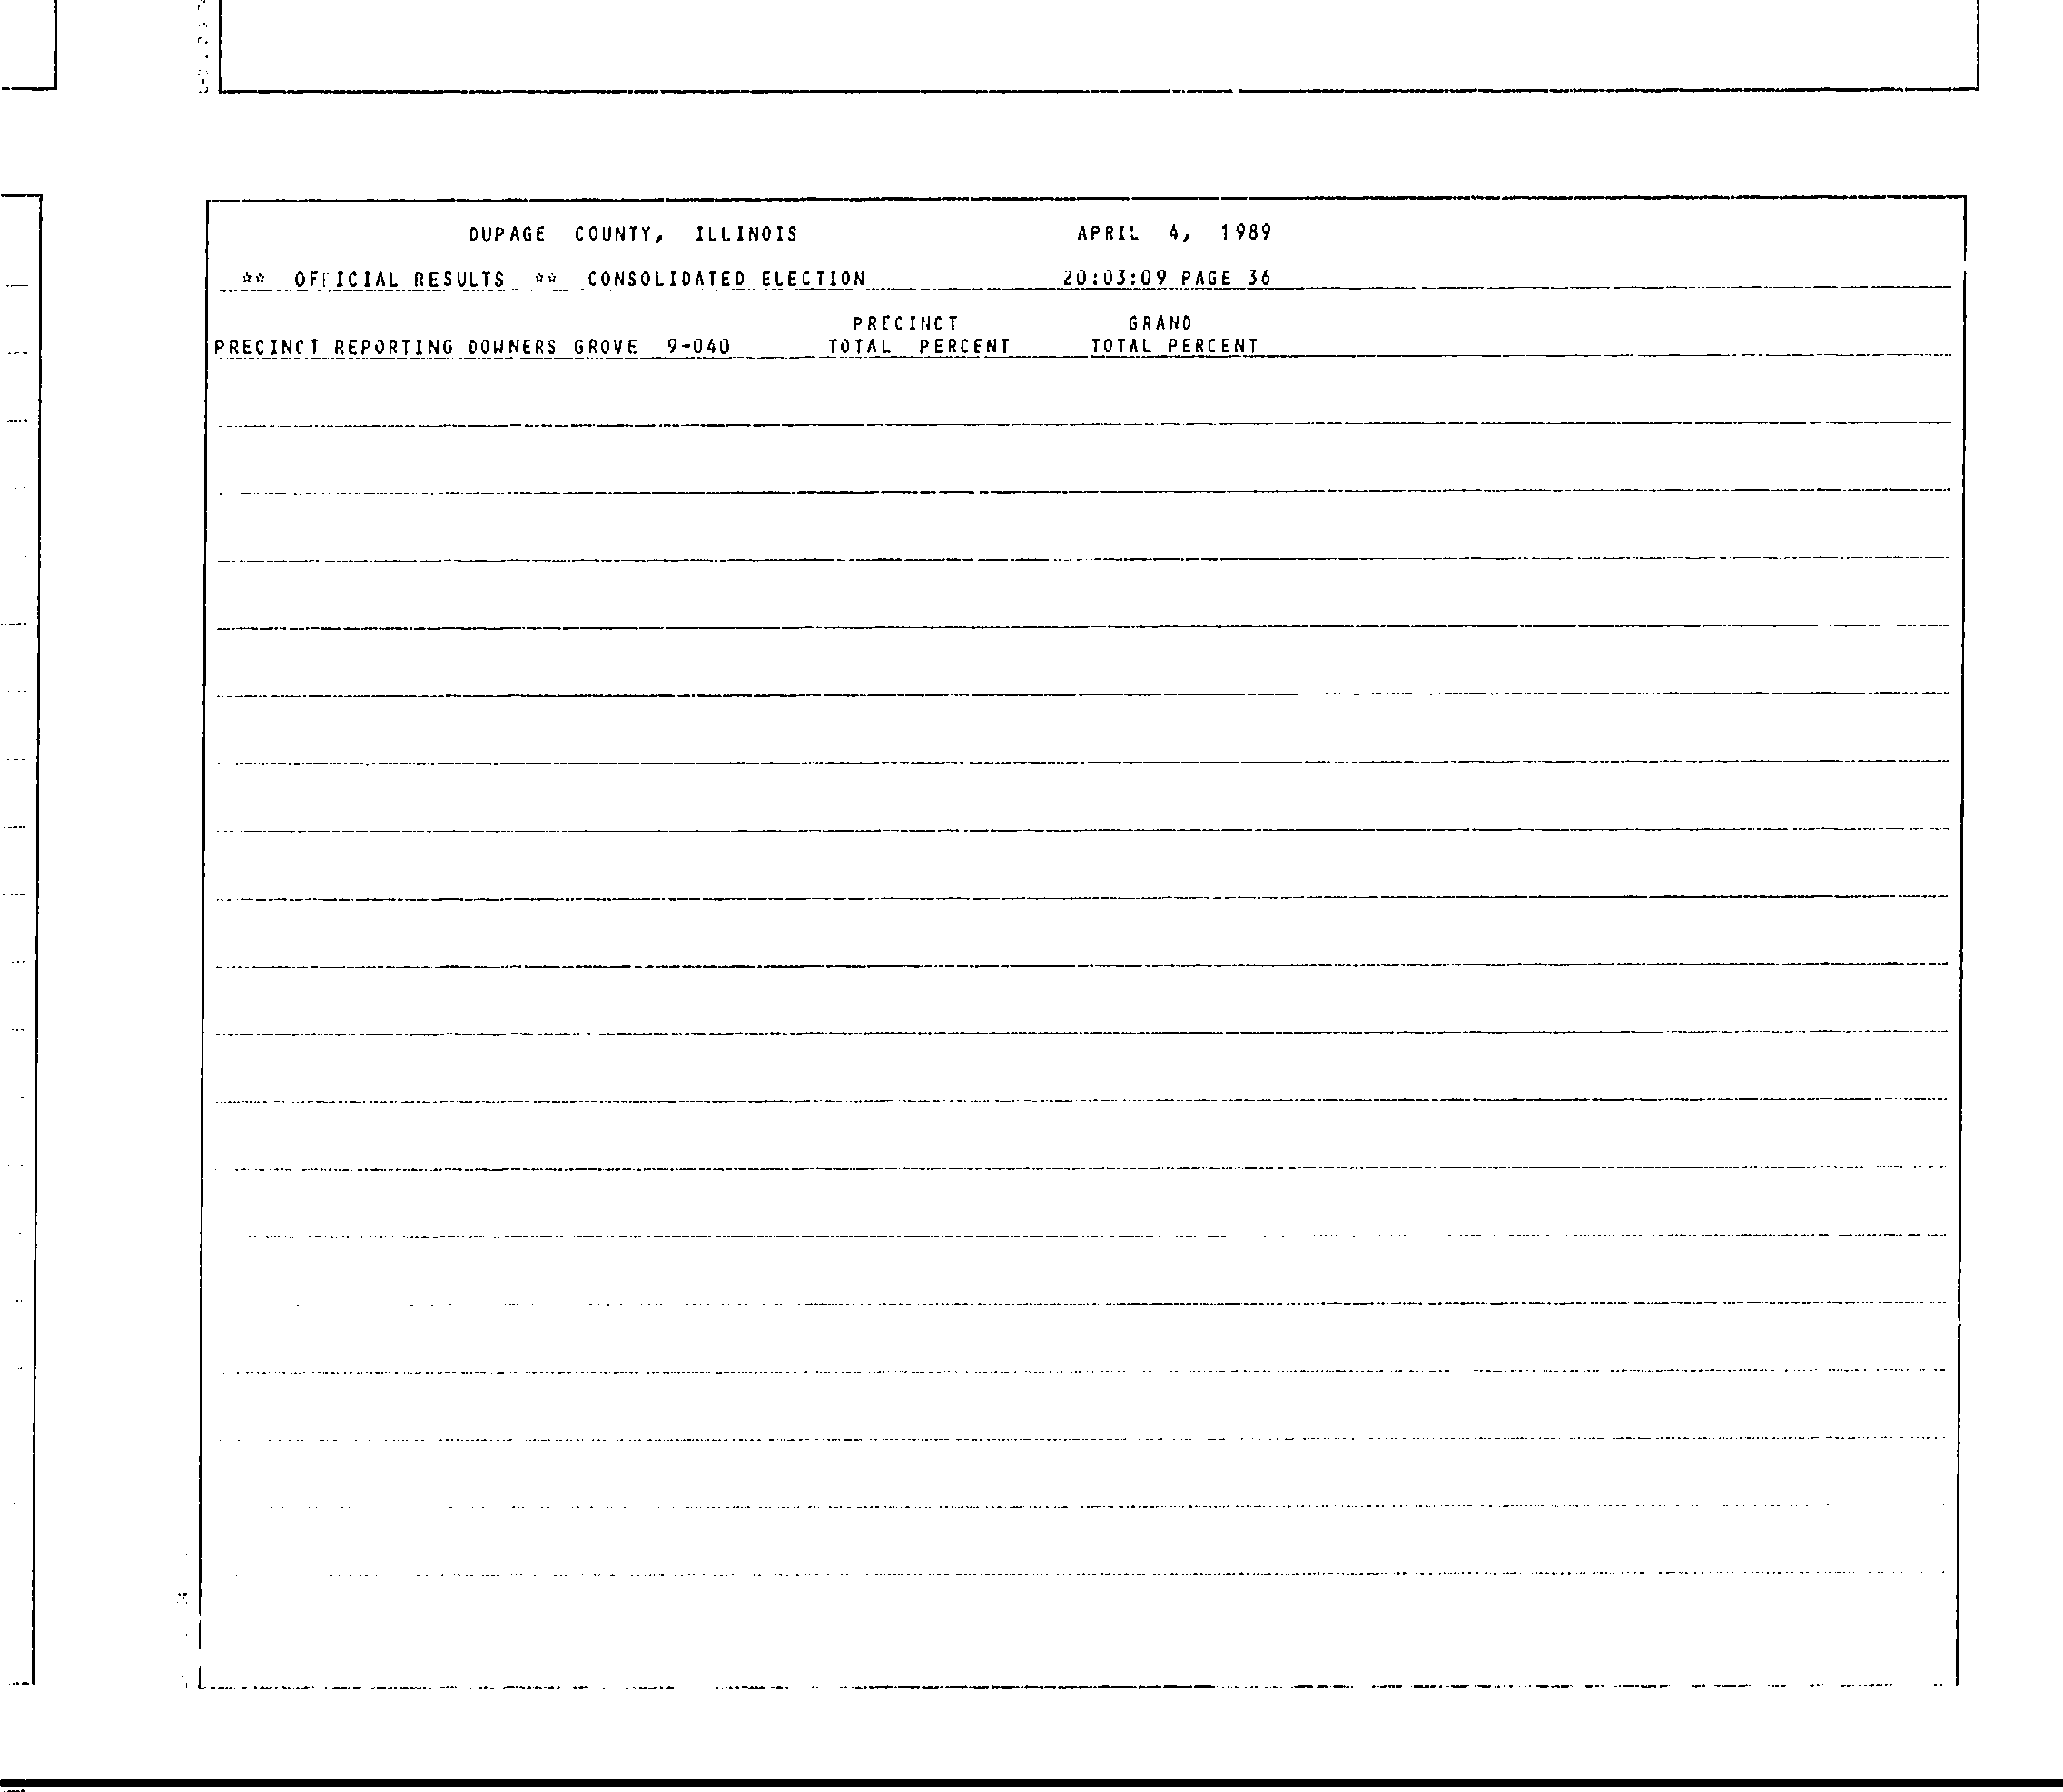 DUPAGE COUNTY, ILLINOIS APRIL 4, 1989
** OFFICIAL RESULTS ** CONSOLIDATED ELECTION 20:03:09 PAGE 36
PRECINCT GRAND
PRECINCT REPORTING DOWNERS GROVE 9-040 TOTAL PERCENT TOTAL PERCENT